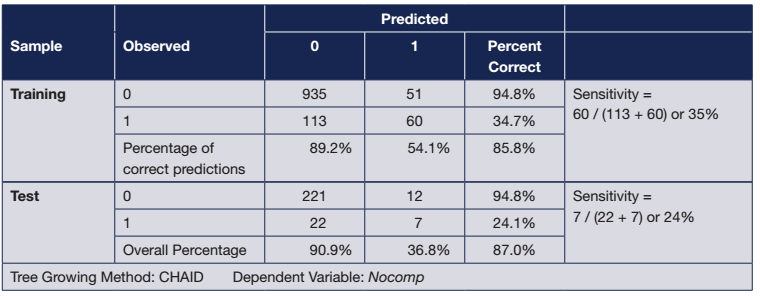 Predicted
Sample Observed 0 1 Percent Correct
Training 0 935 51 94.8% Sensitivity =
60 / (113 + 60) or 35%
1 113 60 34.7%
Percentage of correct predictions 89.2% 54.1% 85.8%
Test 0 221 12 94.8% Sensitivity =
7 / (22 + 7) or 24%
1 22 7 24.1%
Overall Percentage 90.9% 36.8% 87.0%
Tree Growing Method: CHAID Dependent Variable: Nocomp